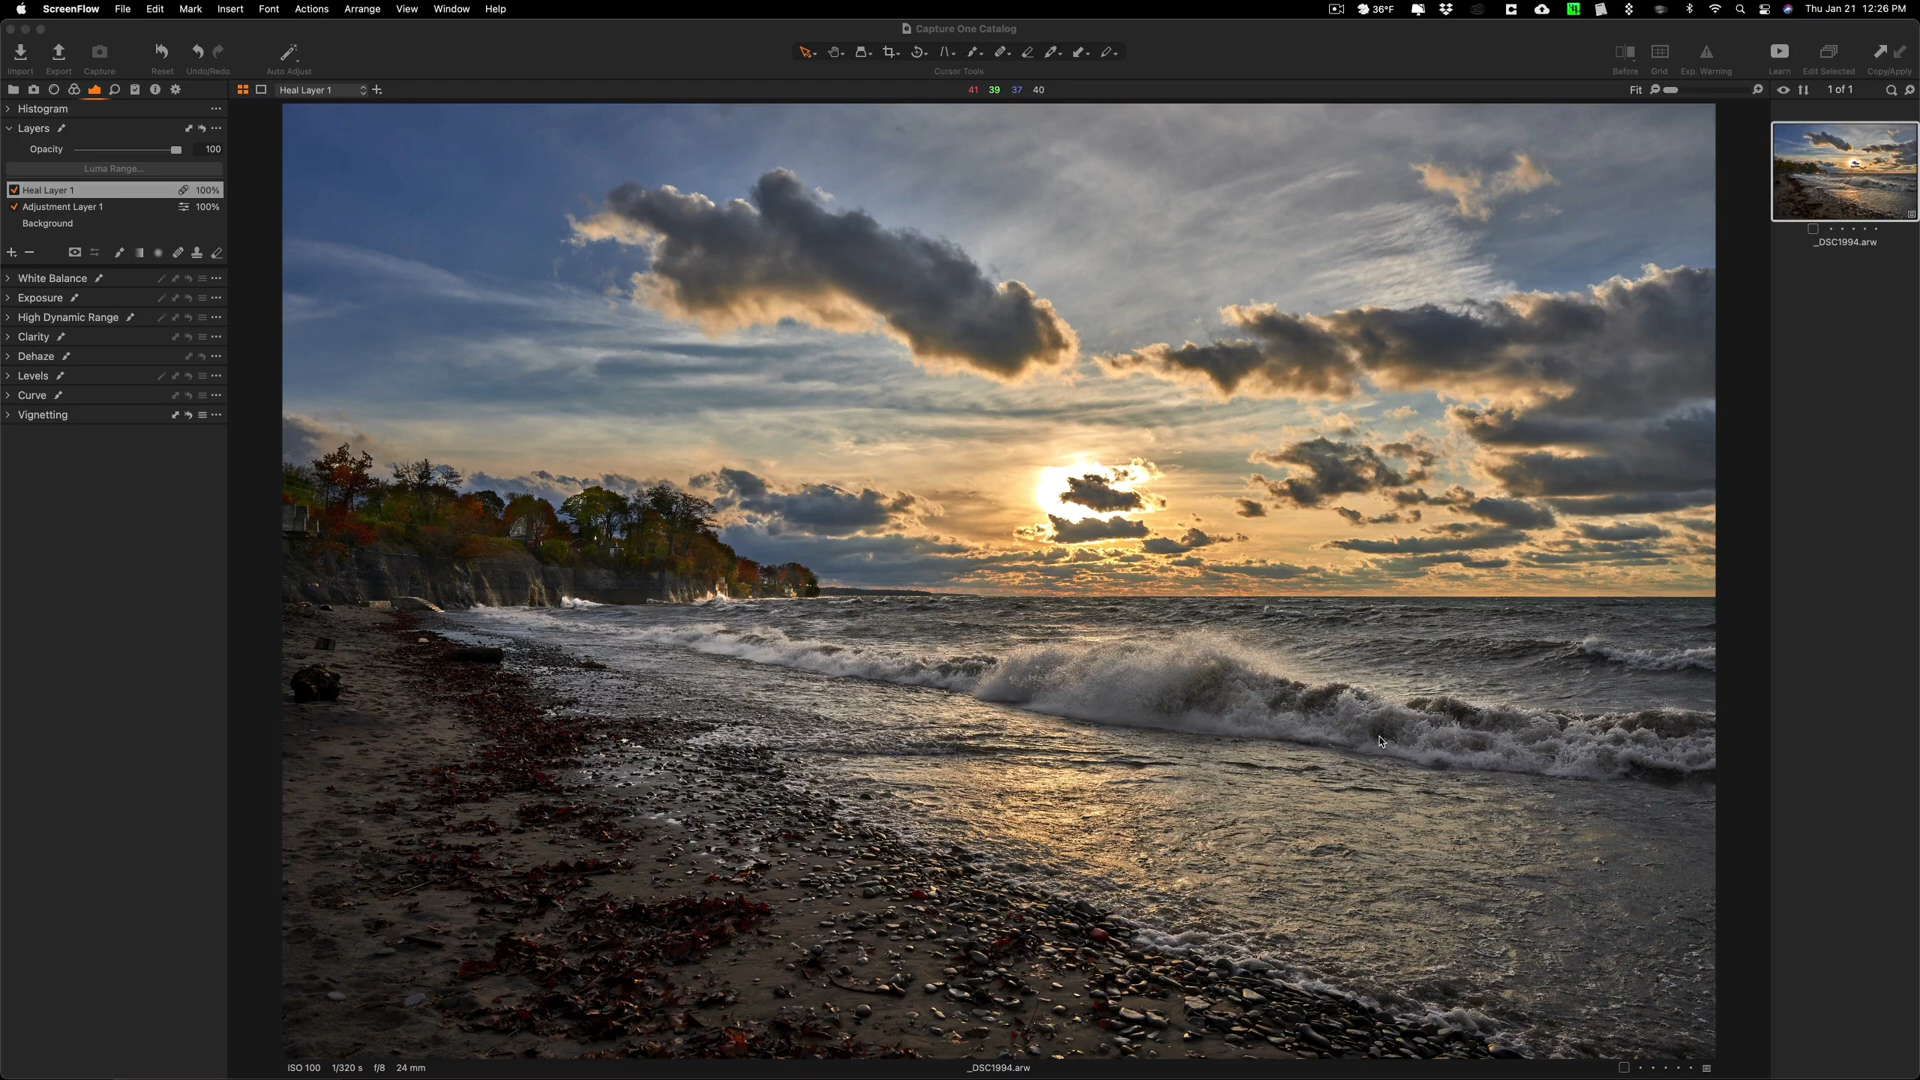 ScreenFlow File Edit Mark Insert Font Actions Arrange View Window Help 36°F Thu Jan 21 12:26 PM
Capture One Catalog
Import Export Capture Reset Undo/Redo Auto Adjust Cursor Tools Before Grid Exp. Warning Learn Edit Selected Copy/Apply
Heal Layer 1 41 39 37 40 Fit 1 of 1
Histogram
Layers
Opacity 100
Luma Range...
Heal Layer 1 100%
Adjustment Layer 1 100%
Background
_DSC1994.arw
White Balance
Exposure
High Dynamic Range
Clarity
Dehaze
Levels
Curve
Vignetting
ISO 100 1/320 s f/8 24 mm _DSC1994.arw